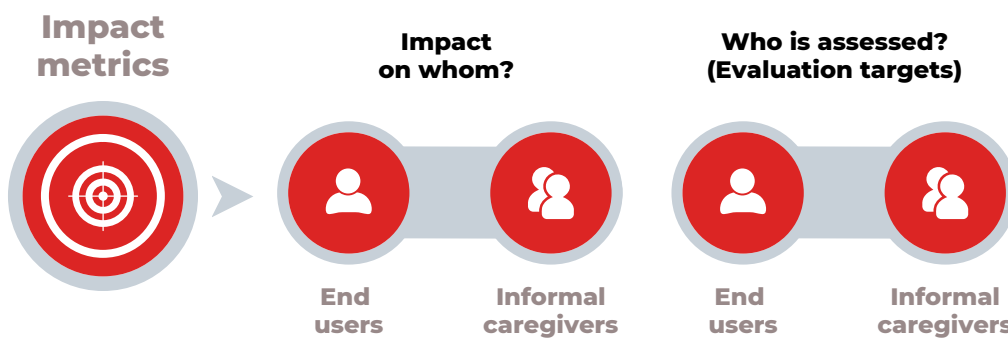 Impact
metrics
Impact
on whom?
Who is assessed?
(Evaluation targets)
End
users
Informal
caregivers
End
users
Informal
caregivers